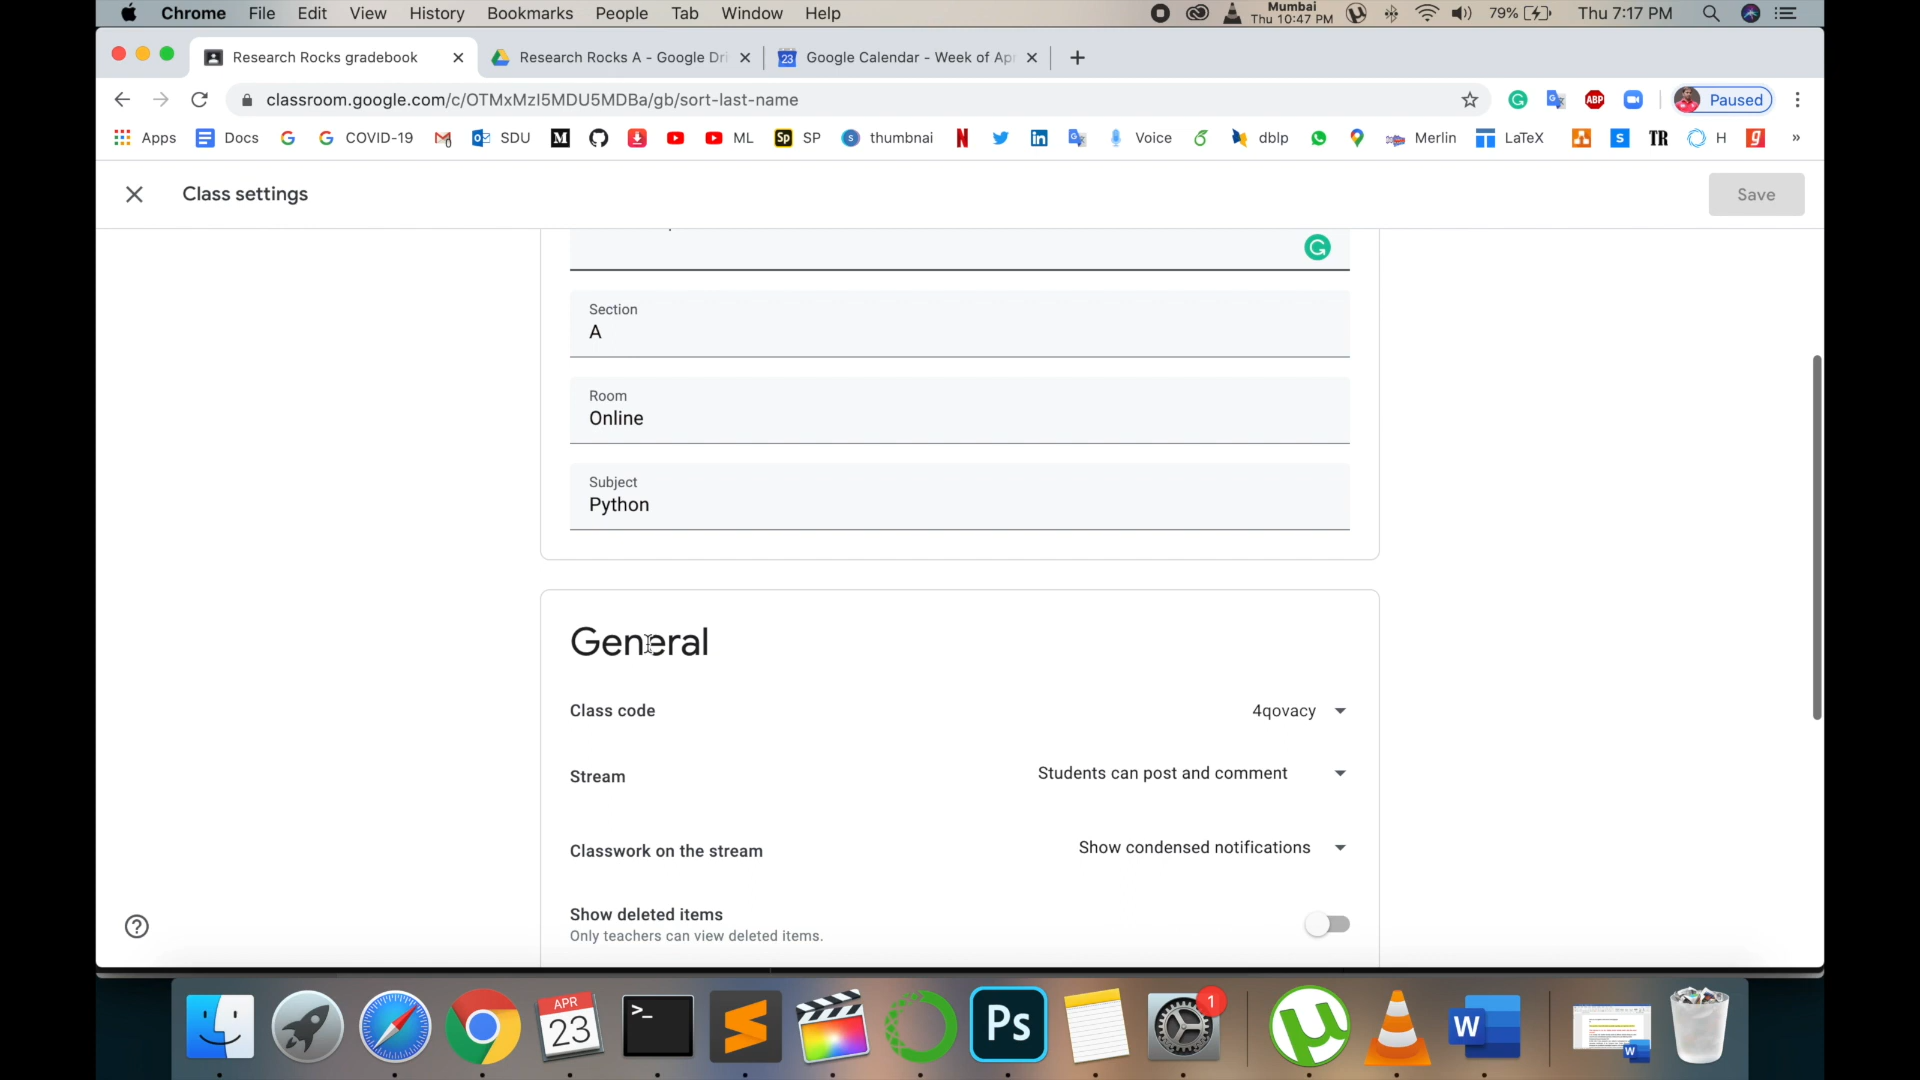 Chrome File Edit View History Bookmarks People Tab Window Help
Mumbai
Thu 10:47 PM
79%
Thu 7:17 PM
Research Rocks gradebook
Research Rocks A - Google Dri
23
Google Calendar - Week of Ap
classroom.google.com/c/OTMxMzI5MDU5MDBa/gb/sort-last-name
ABP
Paused
Apps Docs COVID-19 SDU M ML Sp SP thumbnai N Voice dblp Merlin LaTeX S TR H g »
Class settings
Save
Section
A
Room
Online
Subject
Python
General
Class code
4qovacy
Stream
Students can post and comment
Classwork on the stream
Show condensed notifications
Show deleted items
Only teachers can view deleted items.
APR
23
>_
Ps
1
µ
W
W